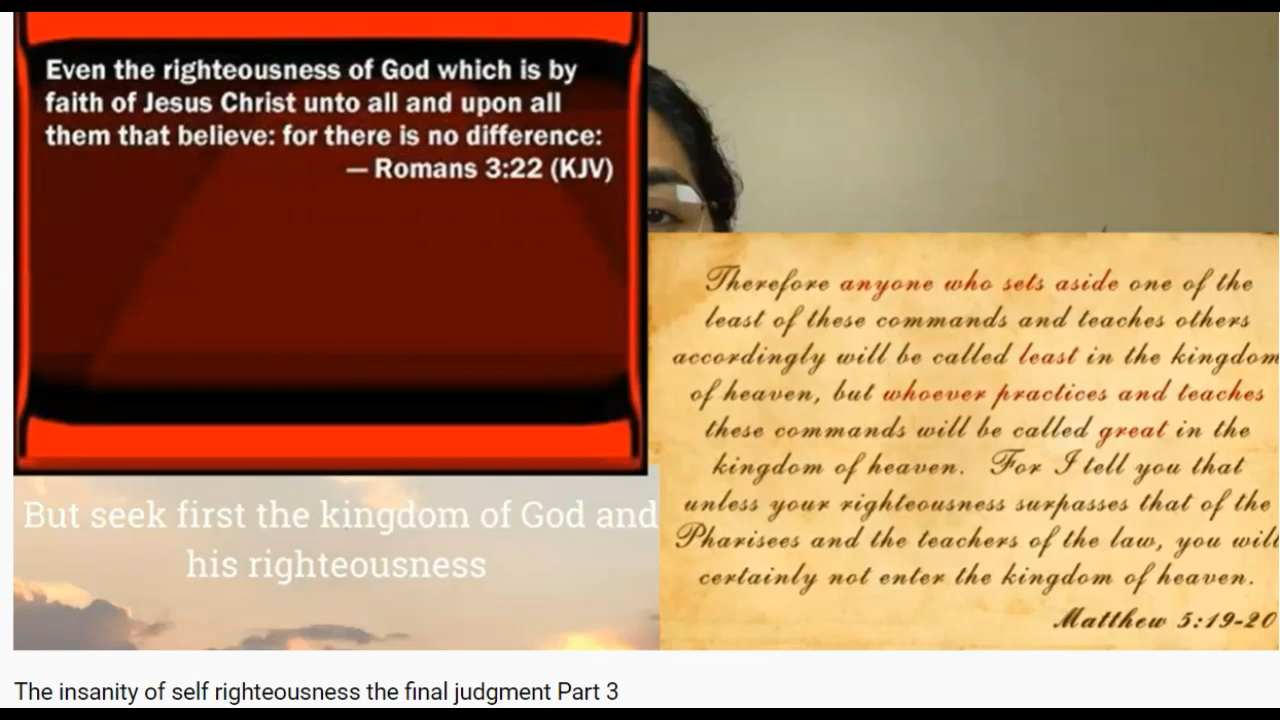 Even the righteousness of God which is by
faith of Jesus Christ unto all and upon all
them that believe: for there is no difference:
— Romans 3:22 (KJV)
Therefore anyone who sets aside one of the
least of these commands and teaches others
accordingly will be called least in the kingdom
of heaven, but whoever practices and teaches
these commands will be called great in the
kingdom of heaven. For I tell you that
unless your righteousness surpasses that of the
Pharisees and the teachers of the law, you will
certainly not enter the kingdom of heaven.
Matthew 5:19-20
But seek first the kingdom of God and
his righteousness
The insanity of self righteousness the final judgment Part 3